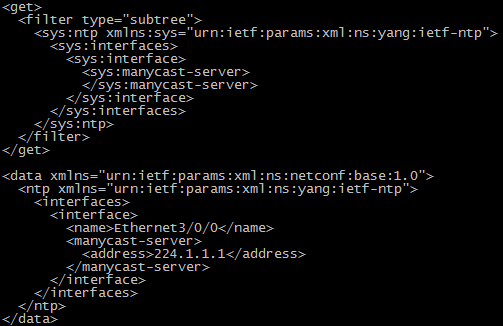 <get>
  <filter type="subtree">
    <sys:ntp xmlns:sys="urn:ietf:params:xml:ns:yang:ietf-ntp">
      <sys:interfaces>
        <sys:interface>
          <sys:manycast-server>
          </sys:manycast-server>
        </sys:interface>
      </sys:interfaces>
    </sys:ntp>
  </filter>
</get>

<data xmlns="urn:ietf:params:xml:ns:netconf:base:1.0">
  <ntp xmlns="urn:ietf:params:xml:ns:yang:ietf-ntp">
    <interfaces>
      <interface>
        <name>Ethernet3/0/0</name>
        <manycast-server>
          <address>224.1.1.1</address>
        </manycast-server>
      </interface>
    </interfaces>
  </ntp>
</data>